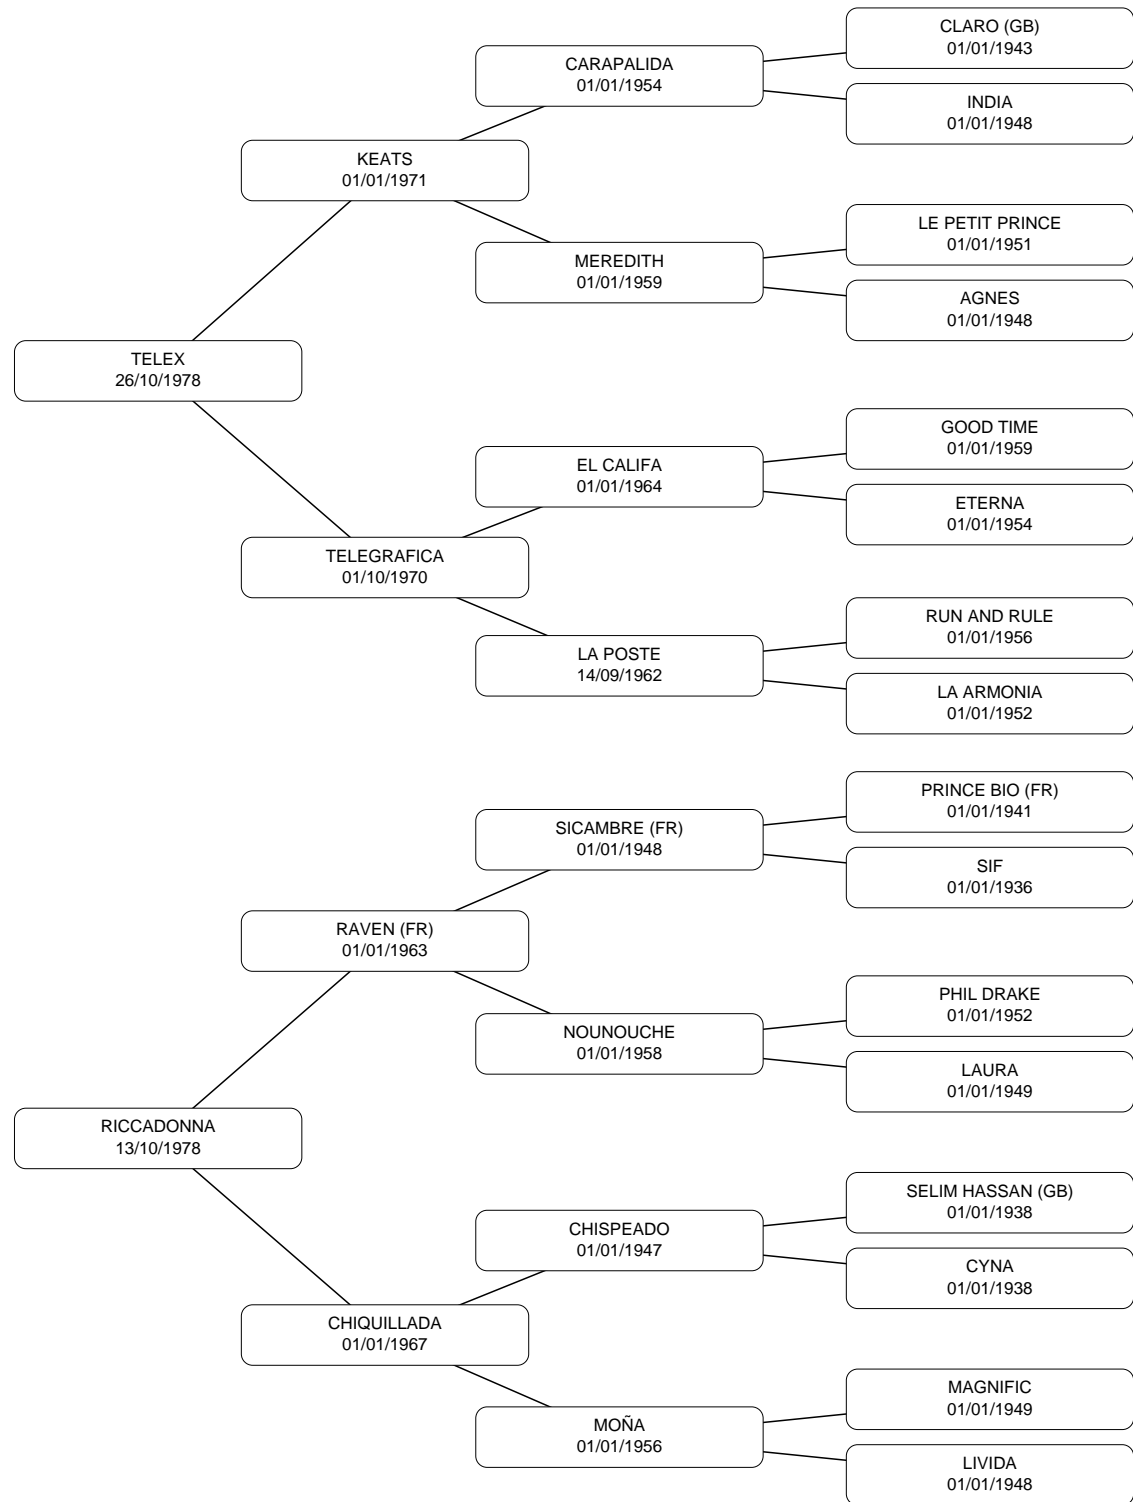 CLARO (GB)
01/01/1943
CARAPALIDA
01/01/1954
INDIA
01/01/1948
KEATS
01/01/1971
LE PETIT PRINCE
01/01/1951
MEREDITH
01/01/1959
AGNES
01/01/1948
TELEX
26/10/1978
GOOD TIME
01/01/1959
EL CALIFA
01/01/1964
ETERNA
01/01/1954
TELEGRAFICA
01/10/1970
RUN AND RULE
01/01/1956
LA POSTE
14/09/1962
LA ARMONIA
01/01/1952
PRINCE BIO (FR)
01/01/1941
SICAMBRE (FR)
01/01/1948
SIF
01/01/1936
RAVEN (FR)
01/01/1963
PHIL DRAKE
01/01/1952
NOUNOUCHE
01/01/1958
LAURA
01/01/1949
RICCADONNA
13/10/1978
SELIM HASSAN (GB)
01/01/1938
CHISPEADO
01/01/1947
CYNA
01/01/1938
CHIQUILLADA
01/01/1967
MAGNIFIC
01/01/1949
MOÑA
01/01/1956
LIVIDA
01/01/1948